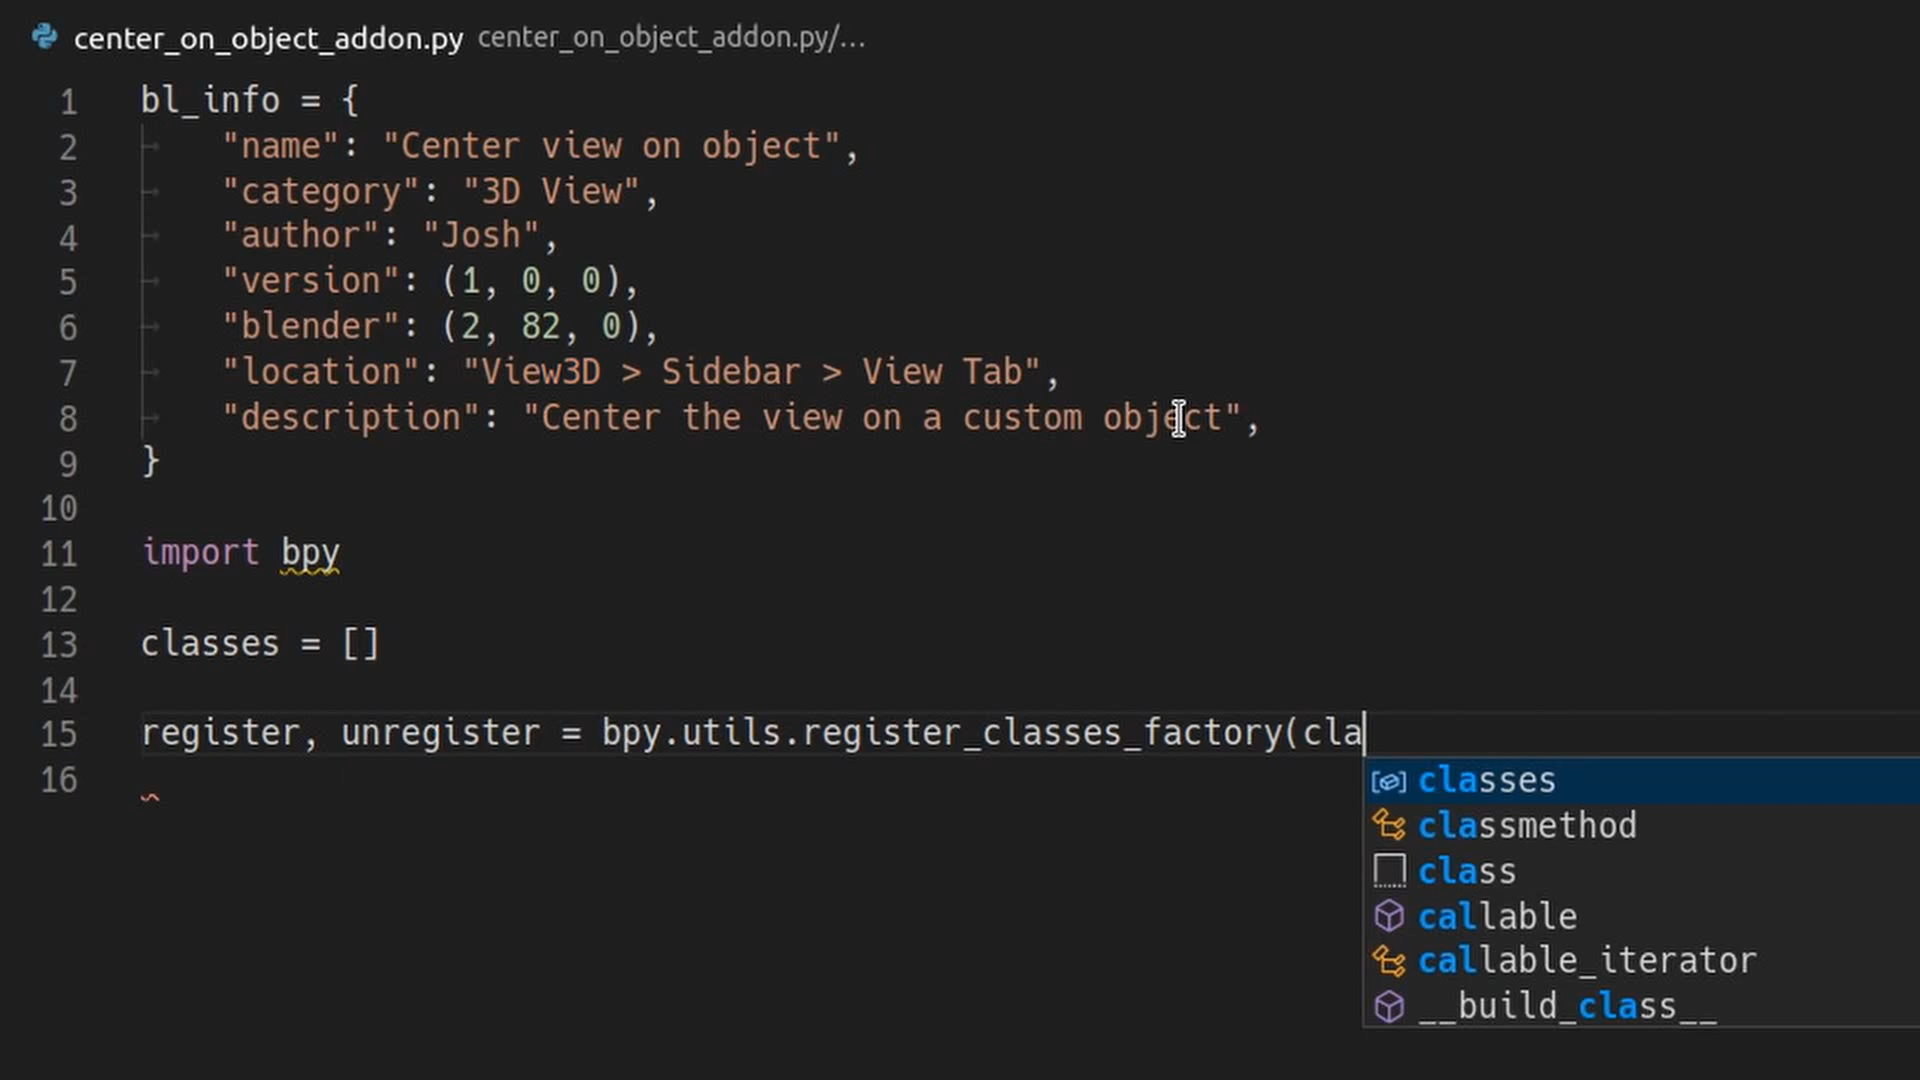 center_on_object_addon.py center_on_object_addon.py/...
1 bl_info = {
2 "name": "Center view on object",
3 "category": "3D View",
4 "author": "Josh",
5 "version": (1, 0, 0),
6 "blender": (2, 82, 0),
7 "location": "View3D > Sidebar > View Tab",
8 "description": "Center the view on a custom object",
9 }
10
11 import bpy
12
13 classes = []
14
15 register, unregister = bpy.utils.register_classes_factory(cla
16
classes
classmethod
class
callable
callable_iterator
__build_class__